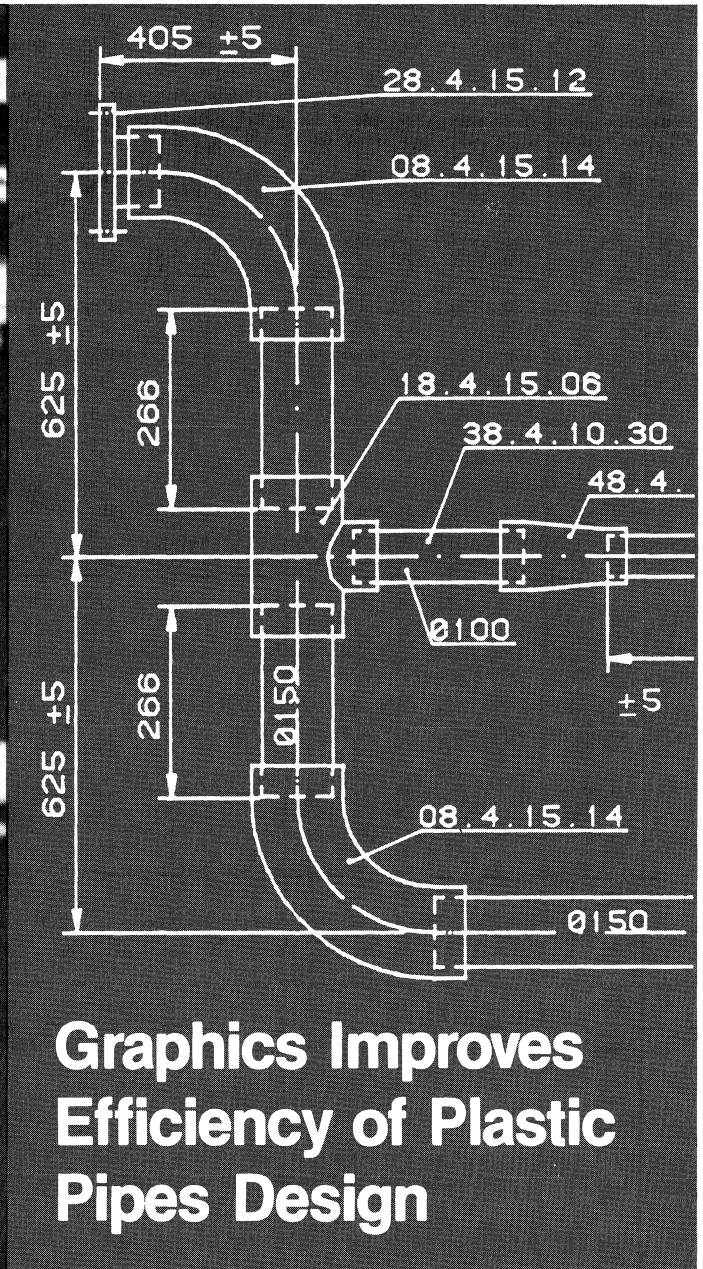 405 ±5
28.4.15.12
08.4.15.14
625 ±5
266
18.4.15.06
38.4.10.30
48.4.
Ø100
±5
625 ±5
266
Ø150
08.4.15.14
Ø150
Graphics Improves
Efficiency of Plastic
Pipes Design